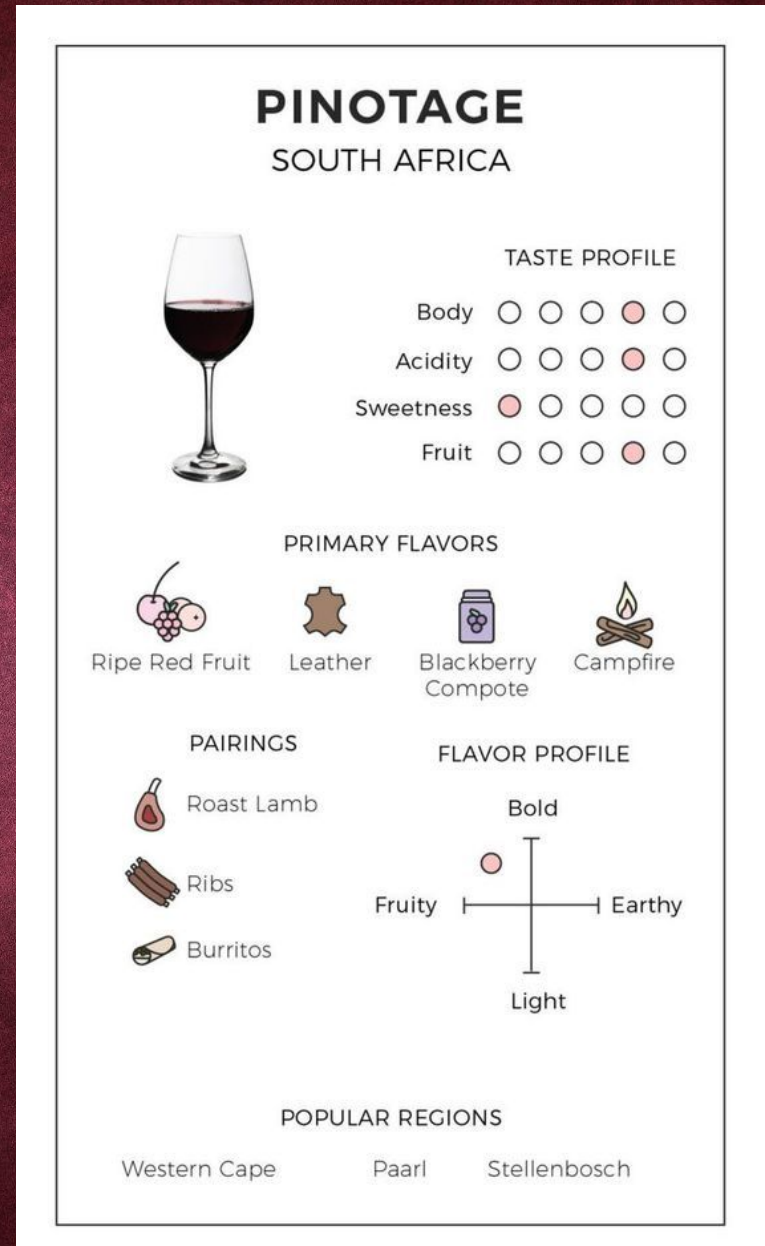 PINOTAGE
SOUTH AFRICA
TASTE PROFILE
Body
Acidity
Sweetness
Fruit
PRIMARY FLAVORS
Ripe Red Fruit
Leather
Blackberry
Compote
Campfire
PAIRINGS
Roast Lamb
Ribs
Burritos
FLAVOR PROFILE
Bold
Fruity
Earthy
Light
POPULAR REGIONS
Western Cape
Paarl
Stellenbosch